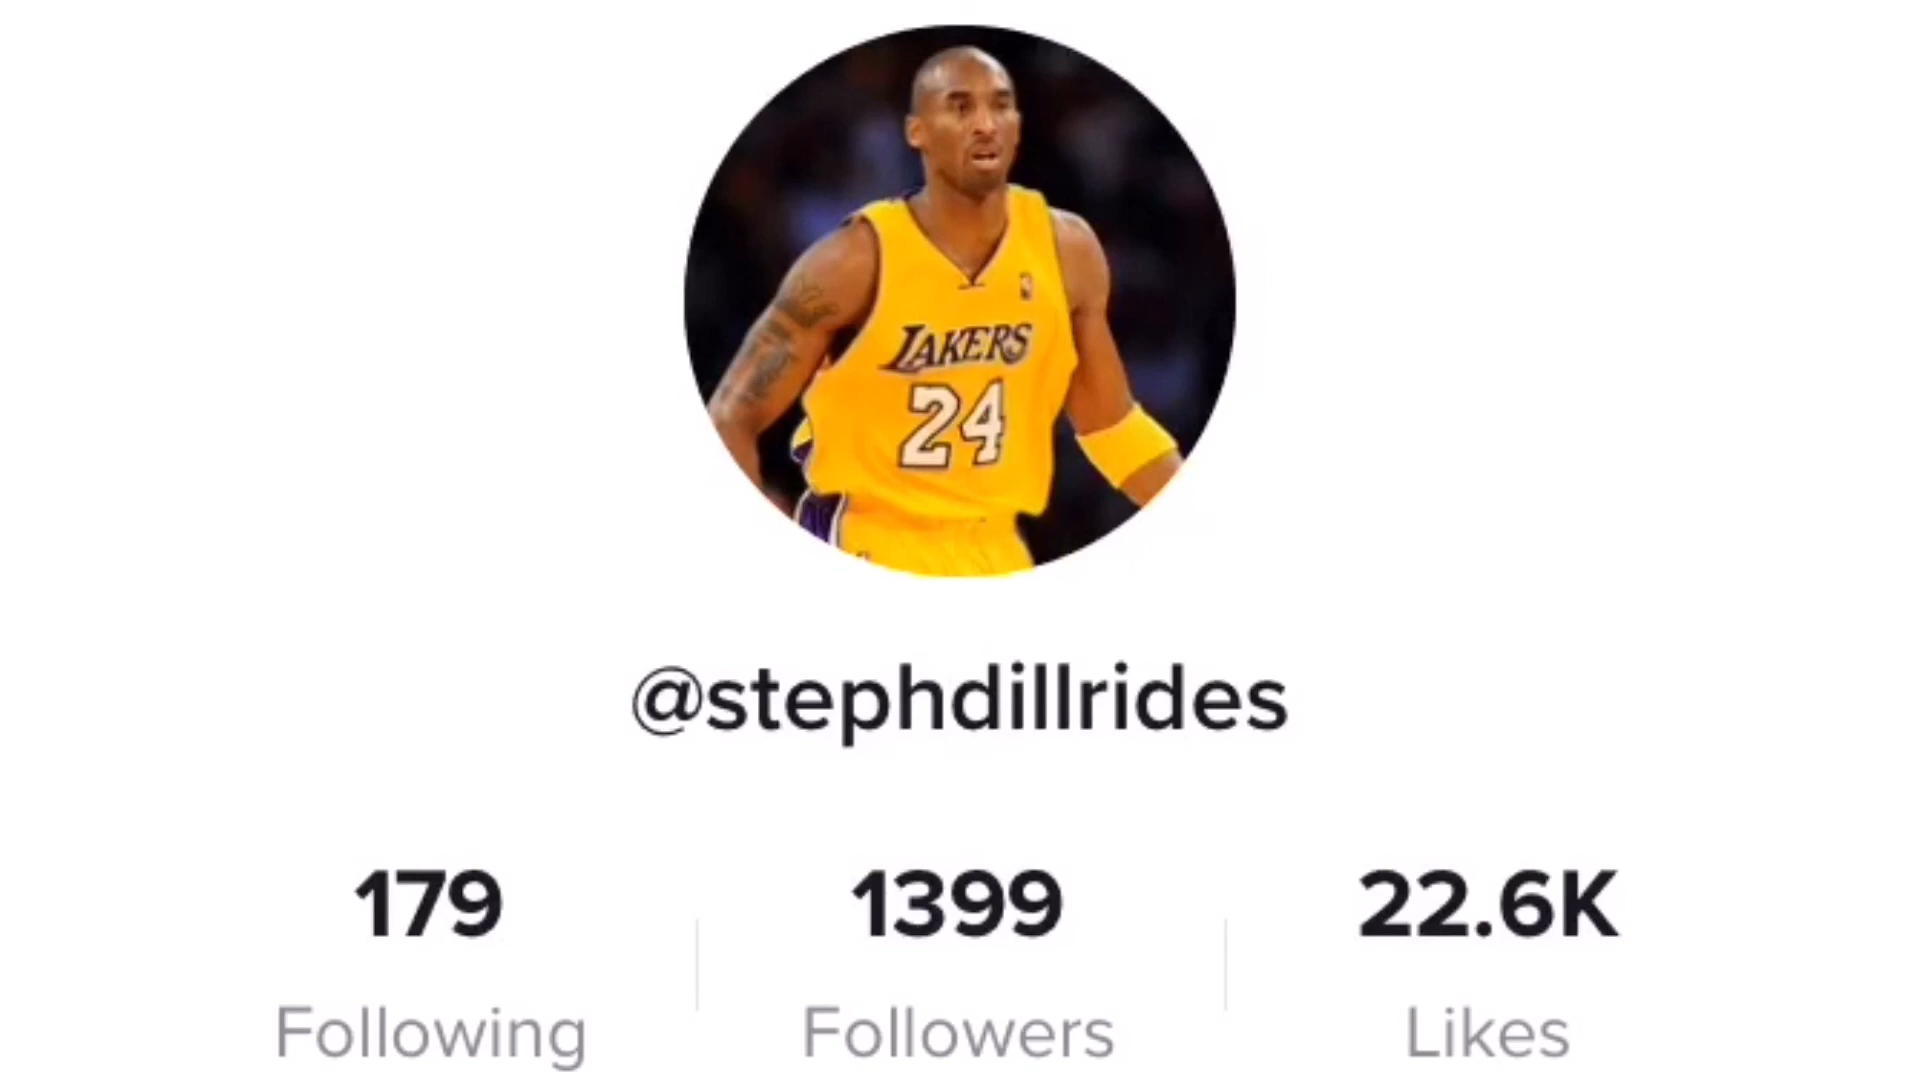 LAKERS
24
@stephdillrides
179
1399
22.6K
Following
Followers
Likes